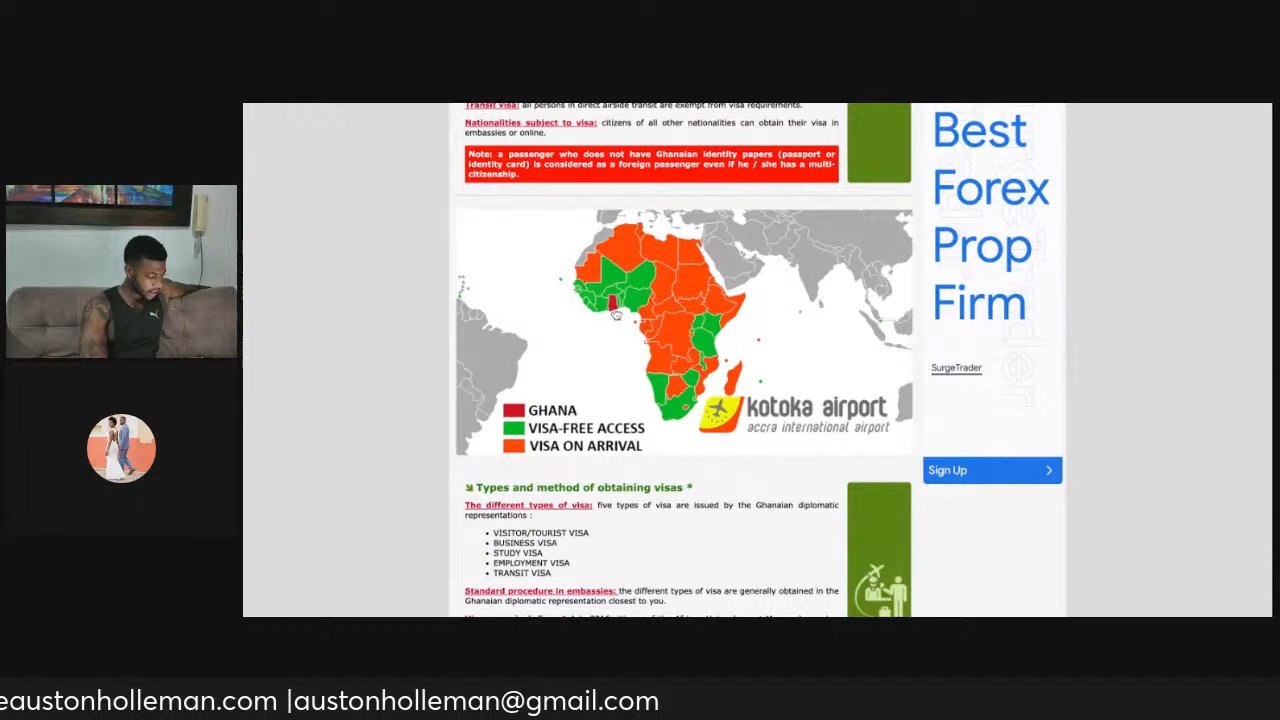 Transit visa: all persons in direct airside transit are exempt from visa requirements.
Nationalities subject to visa: citizens of all other nationalities can obtain their visa in
embassies or online.
Note: a passenger who does not have Ghanaian identity papers (passport or
identity card) is considered as a foreign passenger even if he / she has a multi-
citizenship.
GHANA
VISA-FREE ACCESS
VISA ON ARRIVAL
kotoka airport
accra international airport
Types and method of obtaining visas *
The different types of visa: five types of visa are issued by the Ghanaian diplomatic
representations :
• VISITOR/TOURIST VISA
• BUSINESS VISA
• STUDY VISA
• EMPLOYMENT VISA
• TRANSIT VISA
Standard procedure in embassies: the different types of visa are generally obtained in the
Ghanaian diplomatic representation closest to you.
Best
Forex
Prop
Firm
SurgeTrader
Sign Up
eaustonholleman.com |austonholleman@gmail.com